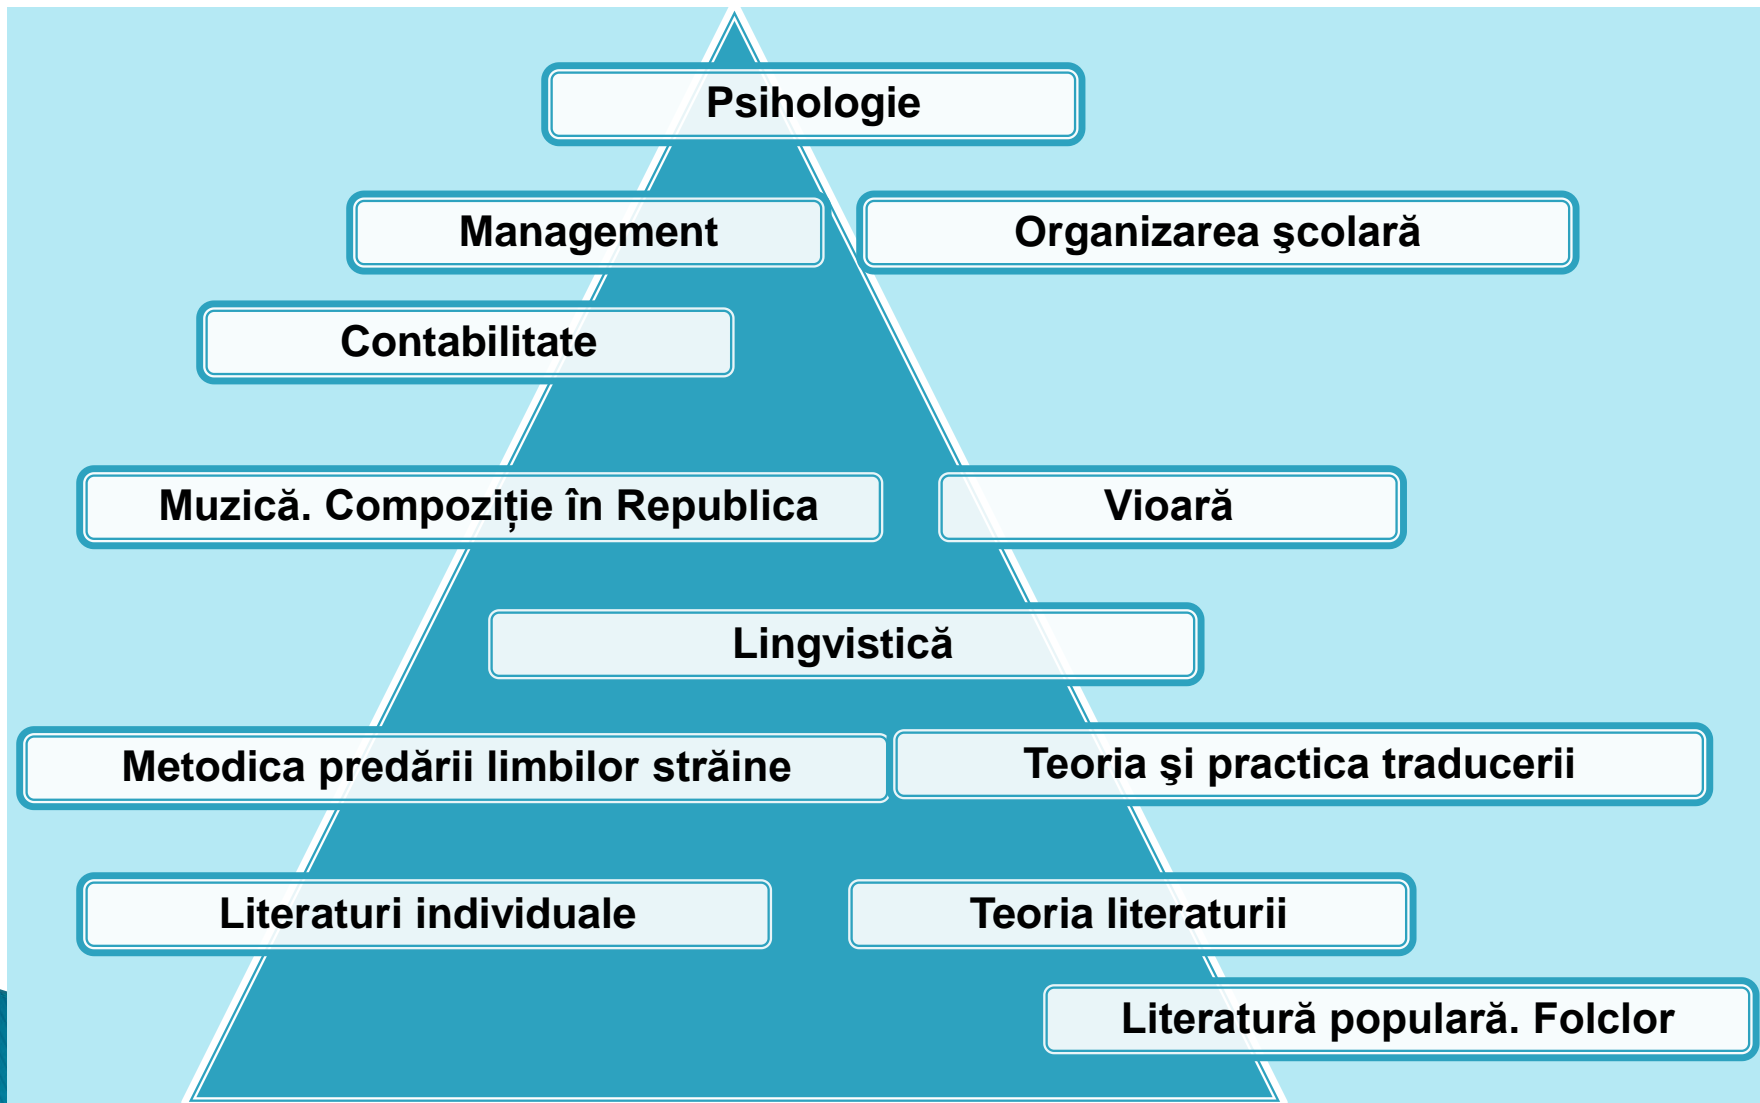 Psihologie
Management
Organizarea şcolară
Contabilitate
Muzică. Compoziție în Republica
Vioară
Lingvistică
Metodica predării limbilor străine
Teoria şi practica traducerii
Literaturi individuale
Teoria literaturii
Literatură populară. Folclor